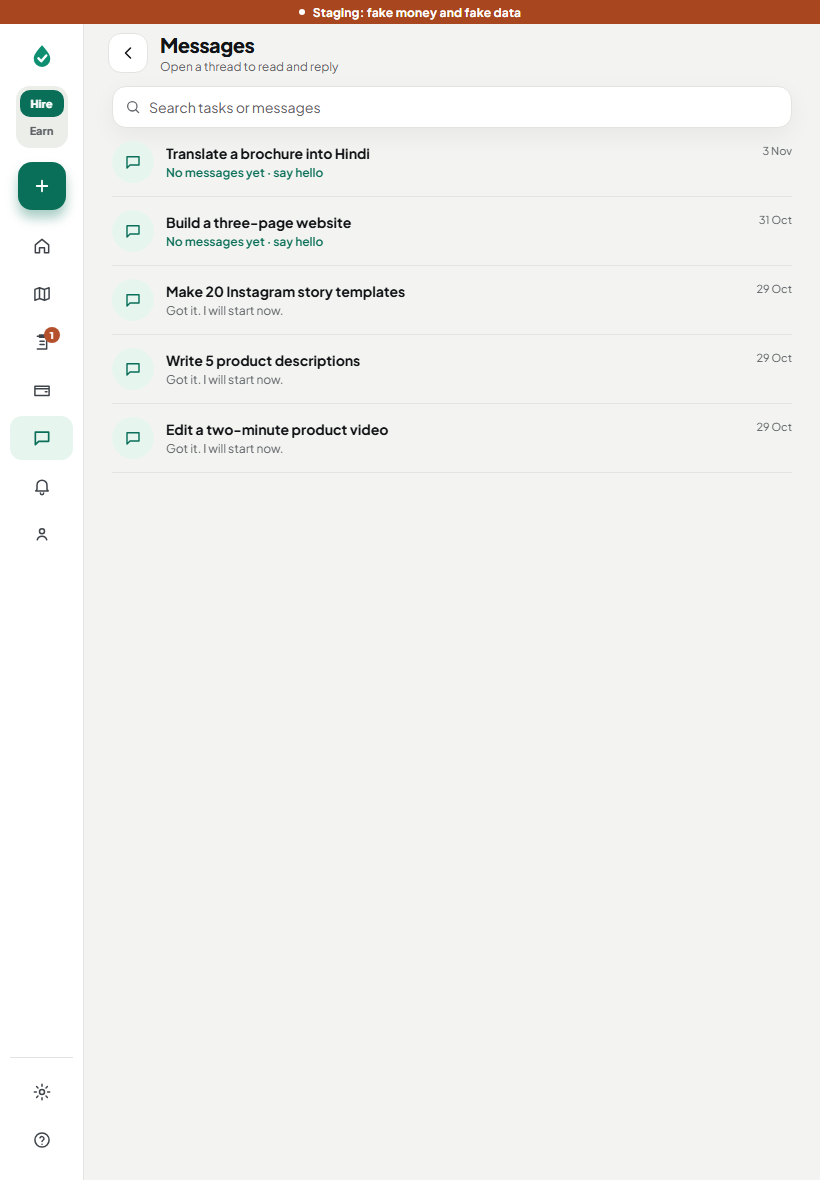 Staging: fake money and fake data
Messages
Open a thread to read and reply
Hire
Earn
Search tasks or messages
Translate a brochure into Hindi
3 Nov
No messages yet · say hello
Build a three-page website
31 Oct
No messages yet · say hello
Make 20 Instagram story templates
29 Oct
Got it. I will start now.
1
Write 5 product descriptions
29 Oct
Got it. I will start now.
Edit a two-minute product video
29 Oct
Got it. I will start now.